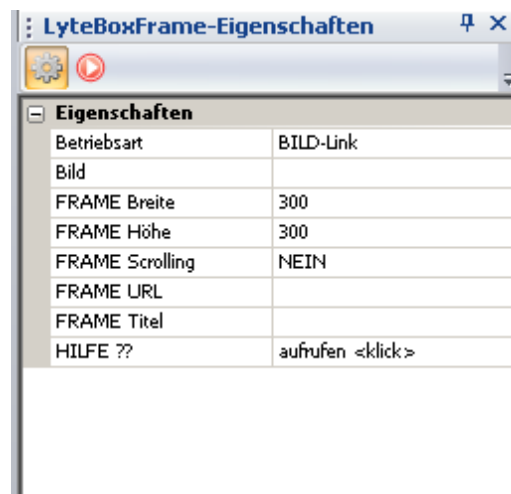 LyteBoxFrame-Eigenschaften
Eigenschaften
Betriebsart BILD-Link
Bild
FRAME Breite 300
FRAME Höhe 300
FRAME Scrolling NEIN
FRAME URL
FRAME Titel
HILFE ?? aufrufen <klick>